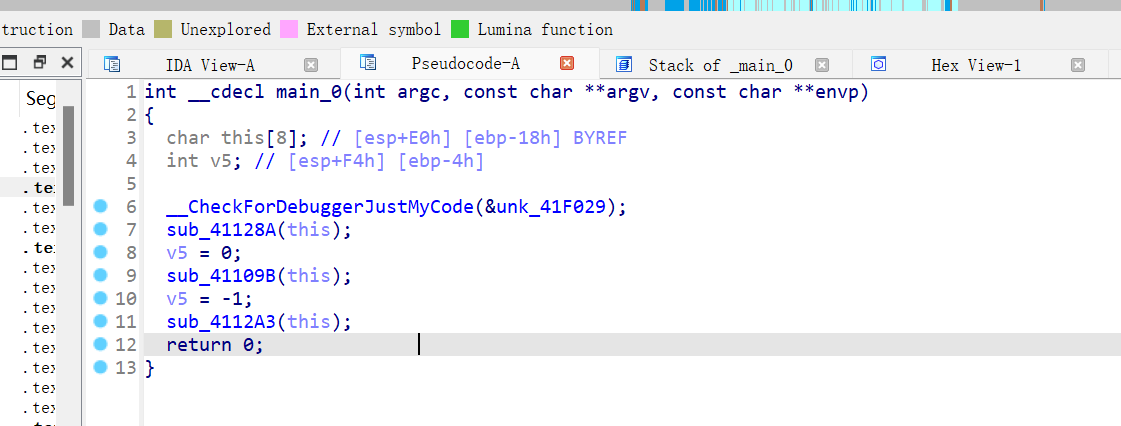 truction Data Unexplored External symbol Lumina function
IDA View-A Pseudocode-A Stack of _main_0 Hex View-1
Seg
.tex
.tex
.tex
.te
.tex
.tex
.te
.tex
.tex
.tex
.tex
.tex
.tex
.tex
.tex
1 int __cdecl main_0(int argc, const char **argv, const char **envp)
2 {
3 char this[8]; // [esp+E0h] [ebp-18h] BYREF
4 int v5; // [esp+F4h] [ebp-4h]
5
6 __CheckForDebuggerJustMyCode(&unk_41F029);
7 sub_41128A(this);
8 v5 = 0;
9 sub_41109B(this);
10 v5 = -1;
11 sub_4112A3(this);
12 return 0;
13 }